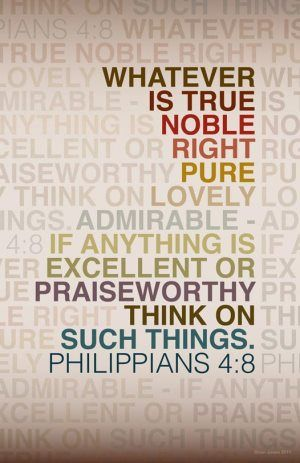 WHATEVER
IS TRUE
NOBLE
RIGHT
PURE
LOVELY
ADMIRABLE -
IF ANYTHING IS
EXCELLENT OR
PRAISEWORTHY
THINK ON
SUCH THINGS.
PHILIPPIANS 4:8